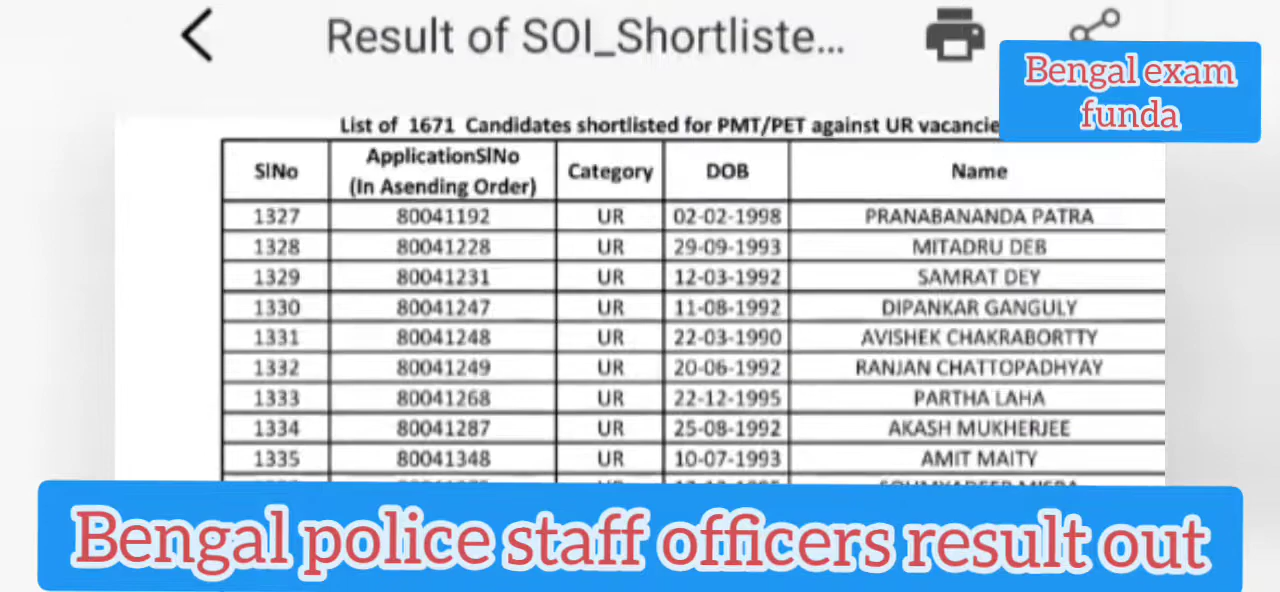 Result of SOI_Shortliste...
Bengal exam
funda
List of 1671 Candidates shortlisted for PMT/PET against UR vacancie
SlNo ApplicationSlNo (In Asending Order) Category DOB Name
1327 80041192 UR 02-02-1998 PRANABANANDA PATRA
1328 80041228 UR 29-09-1993 MITADRU DEB
1329 80041231 UR 12-03-1992 SAMRAT DEY
1330 80041247 UR 11-08-1992 DIPANKAR GANGULY
1331 80041248 UR 22-03-1990 AVISHEK CHAKRABORTTY
1332 80041249 UR 20-06-1992 RANJAN CHATTOPADHYAY
1333 80041268 UR 22-12-1995 PARTHA LAHA
1334 80041287 UR 25-08-1992 AKASH MUKHERJEE
1335 80041348 UR 10-07-1993 AMIT MAITY
Bengal police staff officers result out